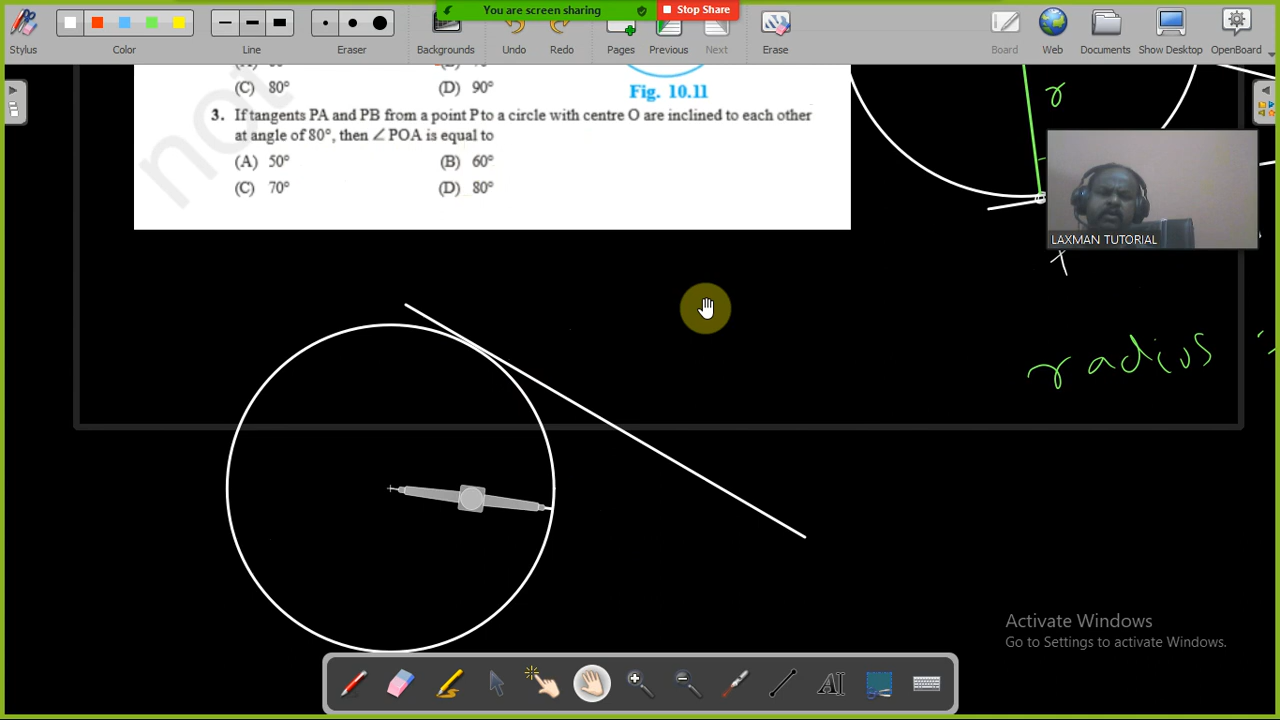 You are screen sharing
Stop Share
Stylus
Color
Line
Eraser
Backgrounds
Undo
Redo
Pages
Previous
Next
Erase
Board
Web
Documents
Show Desktop
OpenBoard
(C) 80° (D) 90°
Fig. 10.11
3. If tangents PA and PB from a point P to a circle with centre O are inclined to each other
at angle of 80°, then ∠ POA is equal to
(A) 50° (B) 60°
(C) 70° (D) 80°
not
r
LAXMAN TUTORIAL
radius
Activate Windows
Go to Settings to activate Windows.
AI